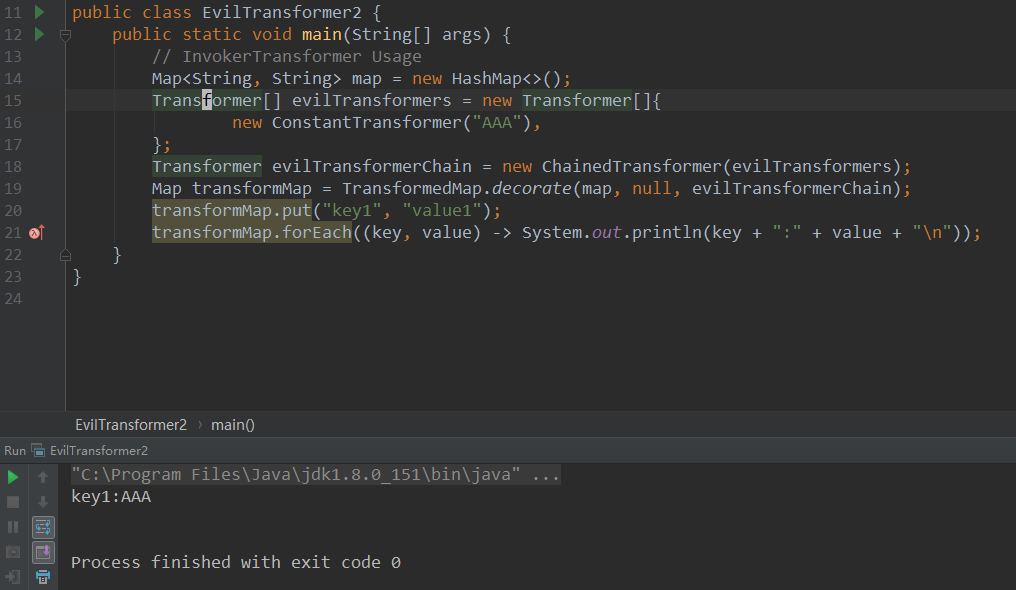 11 public class EvilTransformer2 {
12 public static void main(String[] args) {
13 // InvokerTransformer Usage
14 Map<String, String> map = new HashMap<>();
15 Transformer[] evilTransformers = new Transformer[]{
16 new ConstantTransformer("AAA"),
17 };
18 Transformer evilTransformerChain = new ChainedTransformer(evilTransformers);
19 Map transformMap = TransformedMap.decorate(map, null, evilTransformerChain);
20 transformMap.put("key1", "value1");
21 transformMap.forEach((key, value) -> System.out.println(key + ":" + value + "\n"));
22 }
23 }
24
EvilTransformer2 › main()
Run EvilTransformer2
"C:\Program Files\Java\jdk1.8.0_151\bin\java" ...
key1:AAA
Process finished with exit code 0